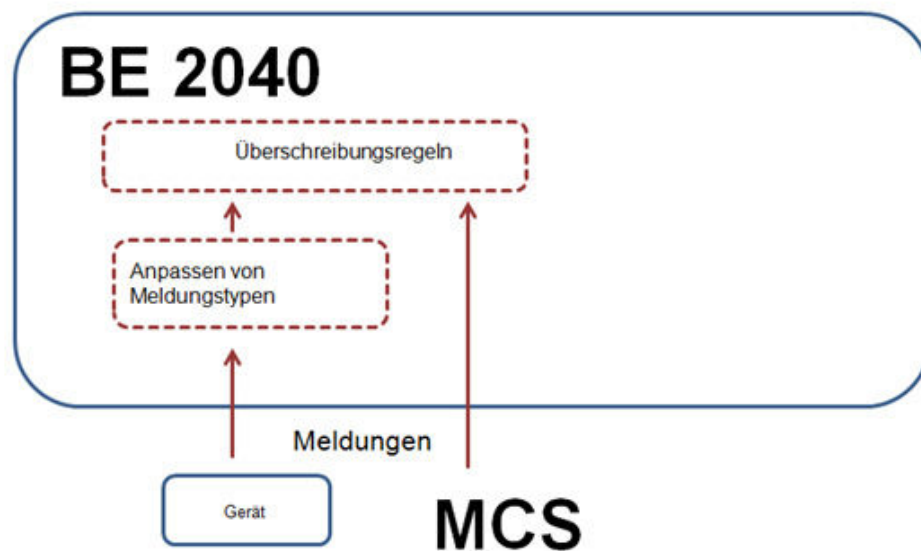 BE 2040
Überschreibungsregeln
Anpassen von
Meldungstypen
Meldungen
Gerät
MCS